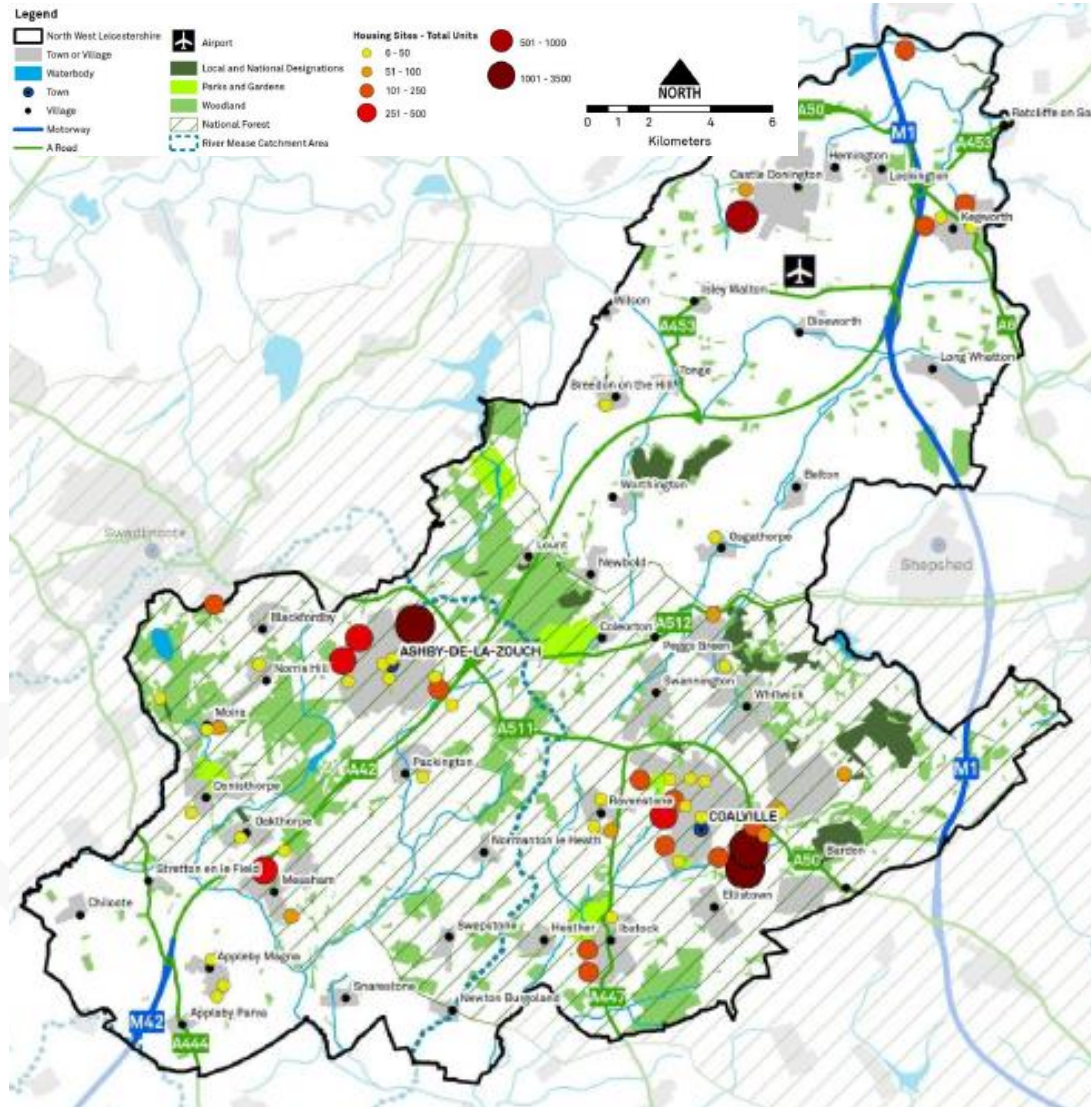 Legend
North West Leicestershire
Town or Village
Waterbody
Town
Village
Motorway
A Road
Airport
Local and National Designations
Parks and Gardens
Woodland
National Forest
River Mease Catchment Area
Housing Sites - Total Units
6 - 50
51 - 100
101 - 250
251 - 500
501 - 1000
1001 - 3500
NORTH
0 1 2 4 6
Kilometers
A50
M1
Ratcliffe on
A453
Hemington
Lockington
Castle Donington
Kegworth
Isley Walton
Wilson
A453
Diseworth
A6
Long Whatton
Tonge
Breedon on the Hill
Worthington
Belton
Swadlincote
Osgathorpe
Lount
Newbold
Shepshed
Blackfordby
A512
Coleorton
ASHBY-DE-LA-ZOUCH
Peggs Green
Norris Hill
Swannington
Whitwick
Moira
A511
A42
Packington
M1
Donisthorpe
Ravenstone
COALVILLE
Oakthorpe
Normanton le Heath
A50
Bardon
Stretton en le Field
Measham
Ellistown
Chilcote
Swepstone
Heather
Ibstock
Appleby Magna
Snarestone
Newton Burgoland
A447
M42
Appleby Parva
A444